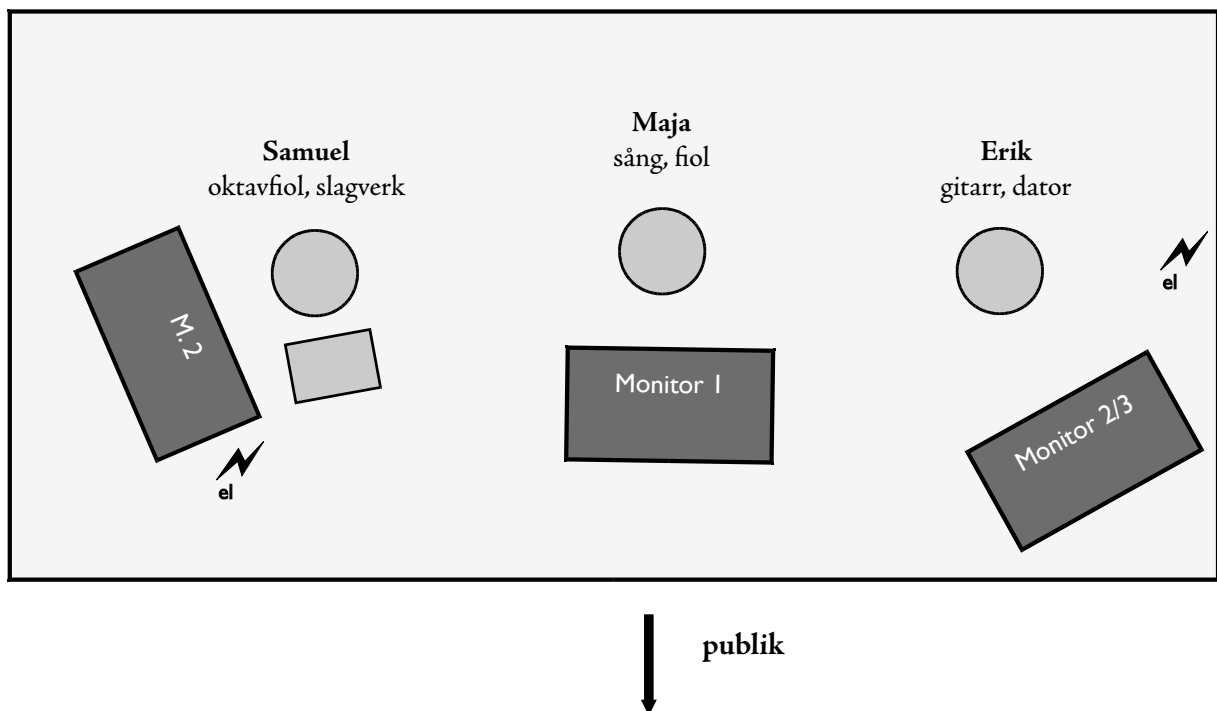 Maja
sång, fiol
Samuel
oktavfiol, slagverk
Erik
gitarr, dator
M. 2
Monitor 1
Monitor 2/3
el
el
publik